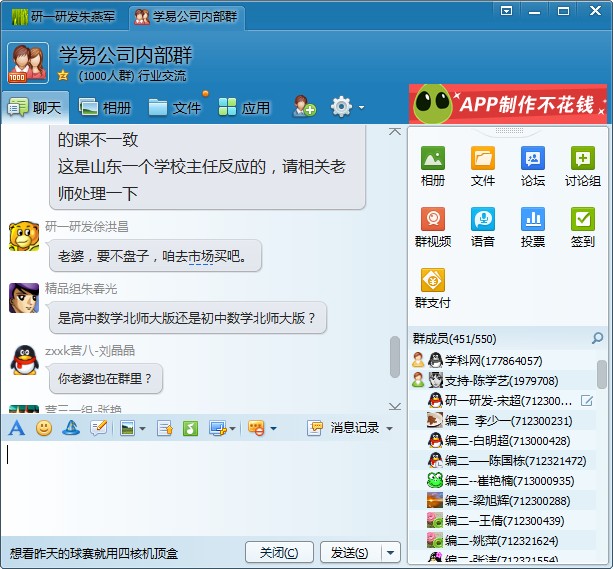 研一研发朱燕军
学易公司内部群
学易公司内部群
(1000人群) 行业交流
1000
聊天
相册
文件
应用
APP制作不花钱
的课不一致
这是山东一个学校主任反应的，请相关老
师处理一下
研一研发徐洪昌
老婆，要不盘子，咱去市场买吧。
精品组朱春光
是高中数学北师大版还是初中数学北师大版？
zxxk营八-刘晶晶
你老婆也在群里？
营三一组-张艳
消息记录
想看昨天的球赛就用四核机顶盒
关闭(C)
发送(S)
相册
文件
论坛
讨论组
群视频
语音
投票
签到
群支付
群成员(451/550)
学科网(177864057)
支持-陈学艺(1979708)
研一研发-宋超(712300...
编二 李少一(712300231)
编二-白明超(713000428)
编二——陈国栋(712321472)
编二--崔艳楠(713000935)
编二-梁旭辉(712300288)
编二—王倩(712300439)
编二-姚萍(712321624)
编二-张洁(712321554)